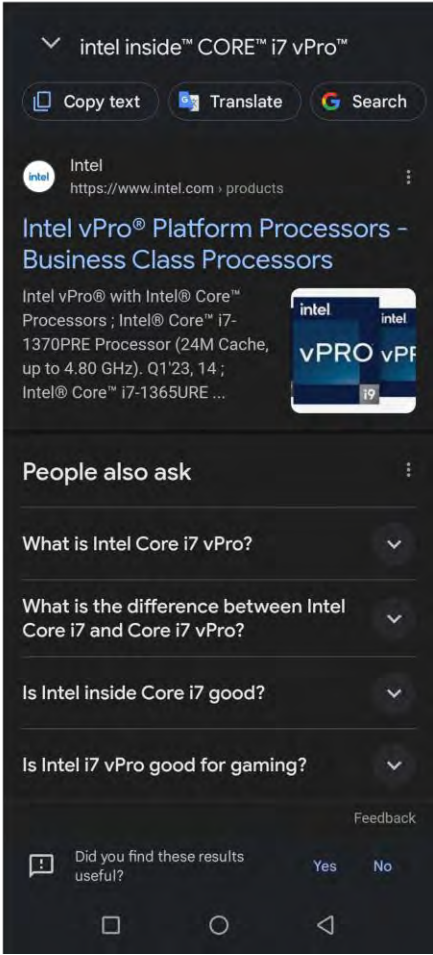 intel inside™ CORE™ i7 vPro™
Copy text
Translate
G Search
intel
Intel
https://www.intel.com › products
Intel vPro® Platform Processors -
Business Class Processors
Intel vPro® with Intel® Core™
Processors ; Intel® Core™ i7-
1370PRE Processor (24M Cache,
up to 4.80 GHz). Q1'23, 14 ;
Intel® Core™ i7-1365URE ...
intel
intel
vPRO
vPF
i9
People also ask
What is Intel Core i7 vPro?
What is the difference between Intel
Core i7 and Core i7 vPro?
Is Intel inside Core i7 good?
Is Intel i7 vPro good for gaming?
Feedback
Did you find these results
useful?
Yes
No